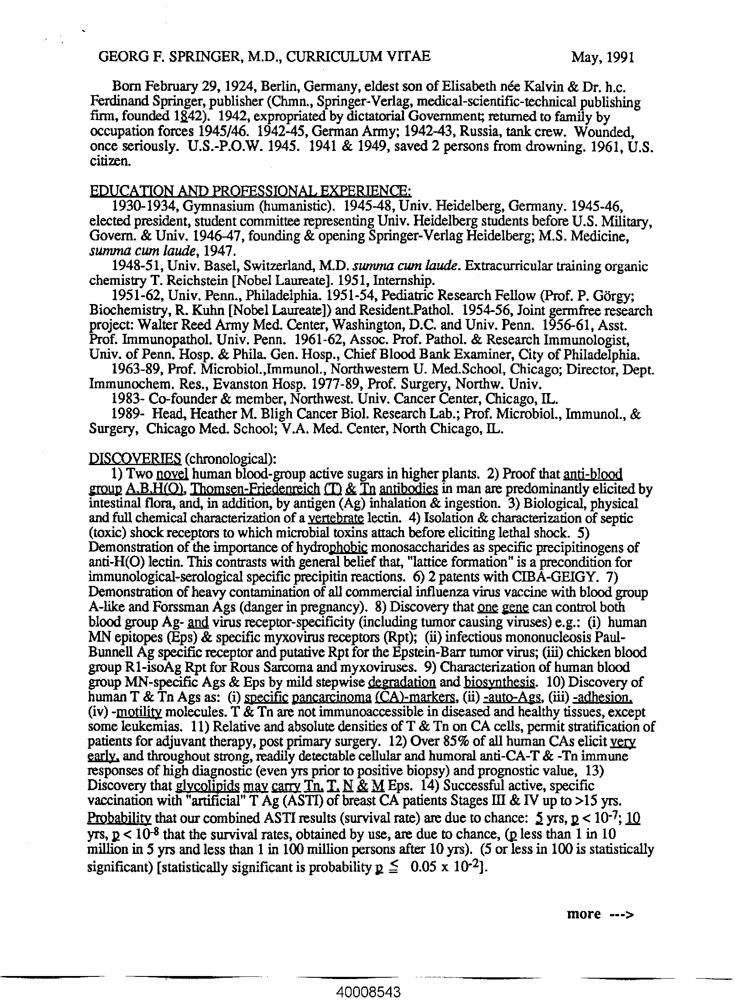 GEORG F. SPRINGER, M.D., CURRICULUM VITAE May, 1991
Born February 29, 1924, Berlin, Germany, eldest son of Elisabeth née Kalvin & Dr. h.c.
Ferdinand Springer, publisher (Chmn., Springer-Verlag, medical-scientific-technical publishing
firm, founded 1842). 1942, expropriated by dictatorial Government; returned to family by
occupation forces 1945/46. 1942-45, German Army; 1942-43, Russia, tank crew. Wounded,
once seriously. U.S.-P.O.W. 1945. 1941 & 1949, saved 2 persons from drowning. 1961, U.S.
citizen.
EDUCATION AND PROFESSIONAL EXPERIENCE:
1930-1934, Gymnasium (humanistic). 1945-48, Univ. Heidelberg, Germany. 1945-46,
elected president, student committee representing Univ. Heidelberg students before U.S. Military,
Govern. & Univ. 1946-47, founding & opening Springer-Verlag Heidelberg; M.S. Medicine,
summa cum laude, 1947.
1948-51, Univ. Basel, Switzerland, M.D. summa cum laude. Extracurricular training organic
chemistry T. Reichstein [Nobel Laureate]. 1951, Internship.
1951-62, Univ. Penn., Philadelphia. 1951-54, Pediatric Research Fellow (Prof. P. Görgy;
Biochemistry, R. Kuhn [Nobel Laureate]) and Resident.Pathol. 1954-56, Joint germfree research
project: Walter Reed Army Med. Center, Washington, D.C. and Univ. Penn. 1956-61, Asst.
Prof. Immunopathol. Univ. Penn. 1961-62, Assoc. Prof. Pathol. & Research Immunologist,
Univ. of Penn. Hosp. & Phila. Gen. Hosp., Chief Blood Bank Examiner, City of Philadelphia.
1963-89, Prof. Microbiol.,Immunol., Northwestern U. Med.School, Chicago; Director, Dept.
Immunochem. Res., Evanston Hosp. 1977-89, Prof. Surgery, Northw. Univ.
1983- Co-founder & member, Northwest. Univ. Cancer Center, Chicago, IL.
1989- Head, Heather M. Bligh Cancer Biol. Research Lab.; Prof. Microbiol., Immunol., &
Surgery, Chicago Med. School; V.A. Med. Center, North Chicago, IL.
DISCOVERIES (chronological):
1) Two novel human blood-group active sugars in higher plants. 2) Proof that anti-blood
group A,B,H(O), Thomsen-Friedenreich (T) & Tn antibodies in man are predominantly elicited by
intestinal flora, and, in addition, by antigen (Ag) inhalation & ingestion. 3) Biological, physical
and full chemical characterization of a vertebrate lectin. 4) Isolation & characterization of septic
(toxic) shock receptors to which microbial toxins attach before eliciting lethal shock. 5)
Demonstration of the importance of hydrophobic monosaccharides as specific precipitinogens of
anti-H(O) lectin. This contrasts with general belief that, "lattice formation" is a precondition for
immunological-serological specific precipitin reactions. 6) 2 patents with CIBA-GEIGY. 7)
Demonstration of heavy contamination of all commercial influenza virus vaccine with blood group
A-like and Forssman Ags (danger in pregnancy). 8) Discovery that one gene can control both
blood group Ag- and virus receptor-specificity (including tumor causing viruses) e.g.: (i) human
MN epitopes (Eps) & specific myxovirus receptors (Rpt); (ii) infectious mononucleosis Paul-
Bunnell Ag specific receptor and putative Rpt for the Epstein-Barr tumor virus; (iii) chicken blood
group R1-isoAg Rpt for Rous Sarcoma and myxoviruses. 9) Characterization of human blood
group MN-specific Ags & Eps by mild stepwise degradation and biosynthesis. 10) Discovery of
human T & Tn Ags as: (i) specific pancarcinoma (CA)-markers, (ii) -auto-Ags, (iii) -adhesion,
(iv) -motility molecules. T & Tn are not immunoaccessible in diseased and healthy tissues, except
some leukemias. 11) Relative and absolute densities of T & Tn on CA cells, permit stratification of
patients for adjuvant therapy, post primary surgery. 12) Over 85% of all human CAs elicit very
early, and throughout strong, readily detectable cellular and humoral anti-CA-T & -Tn immune
responses of high diagnostic (even yrs prior to positive biopsy) and prognostic value, 13)
Discovery that glycolipids may carry Tn, T, N & M Eps. 14) Successful active, specific
vaccination with "artificial" T Ag (ASTI) of breast CA patients Stages III & IV up to >15 yrs.
Probability that our combined ASTI results (survival rate) are due to chance: 5 yrs, p < 10-7; 10
yrs, p < 10-8 that the survival rates, obtained by use, are due to chance, (p less than 1 in 10
million in 5 yrs and less than 1 in 100 million persons after 10 yrs). (5 or less in 100 is statistically
significant) [statistically significant is probability p ≤ 0.05 x 10-2].
more --->
40008543